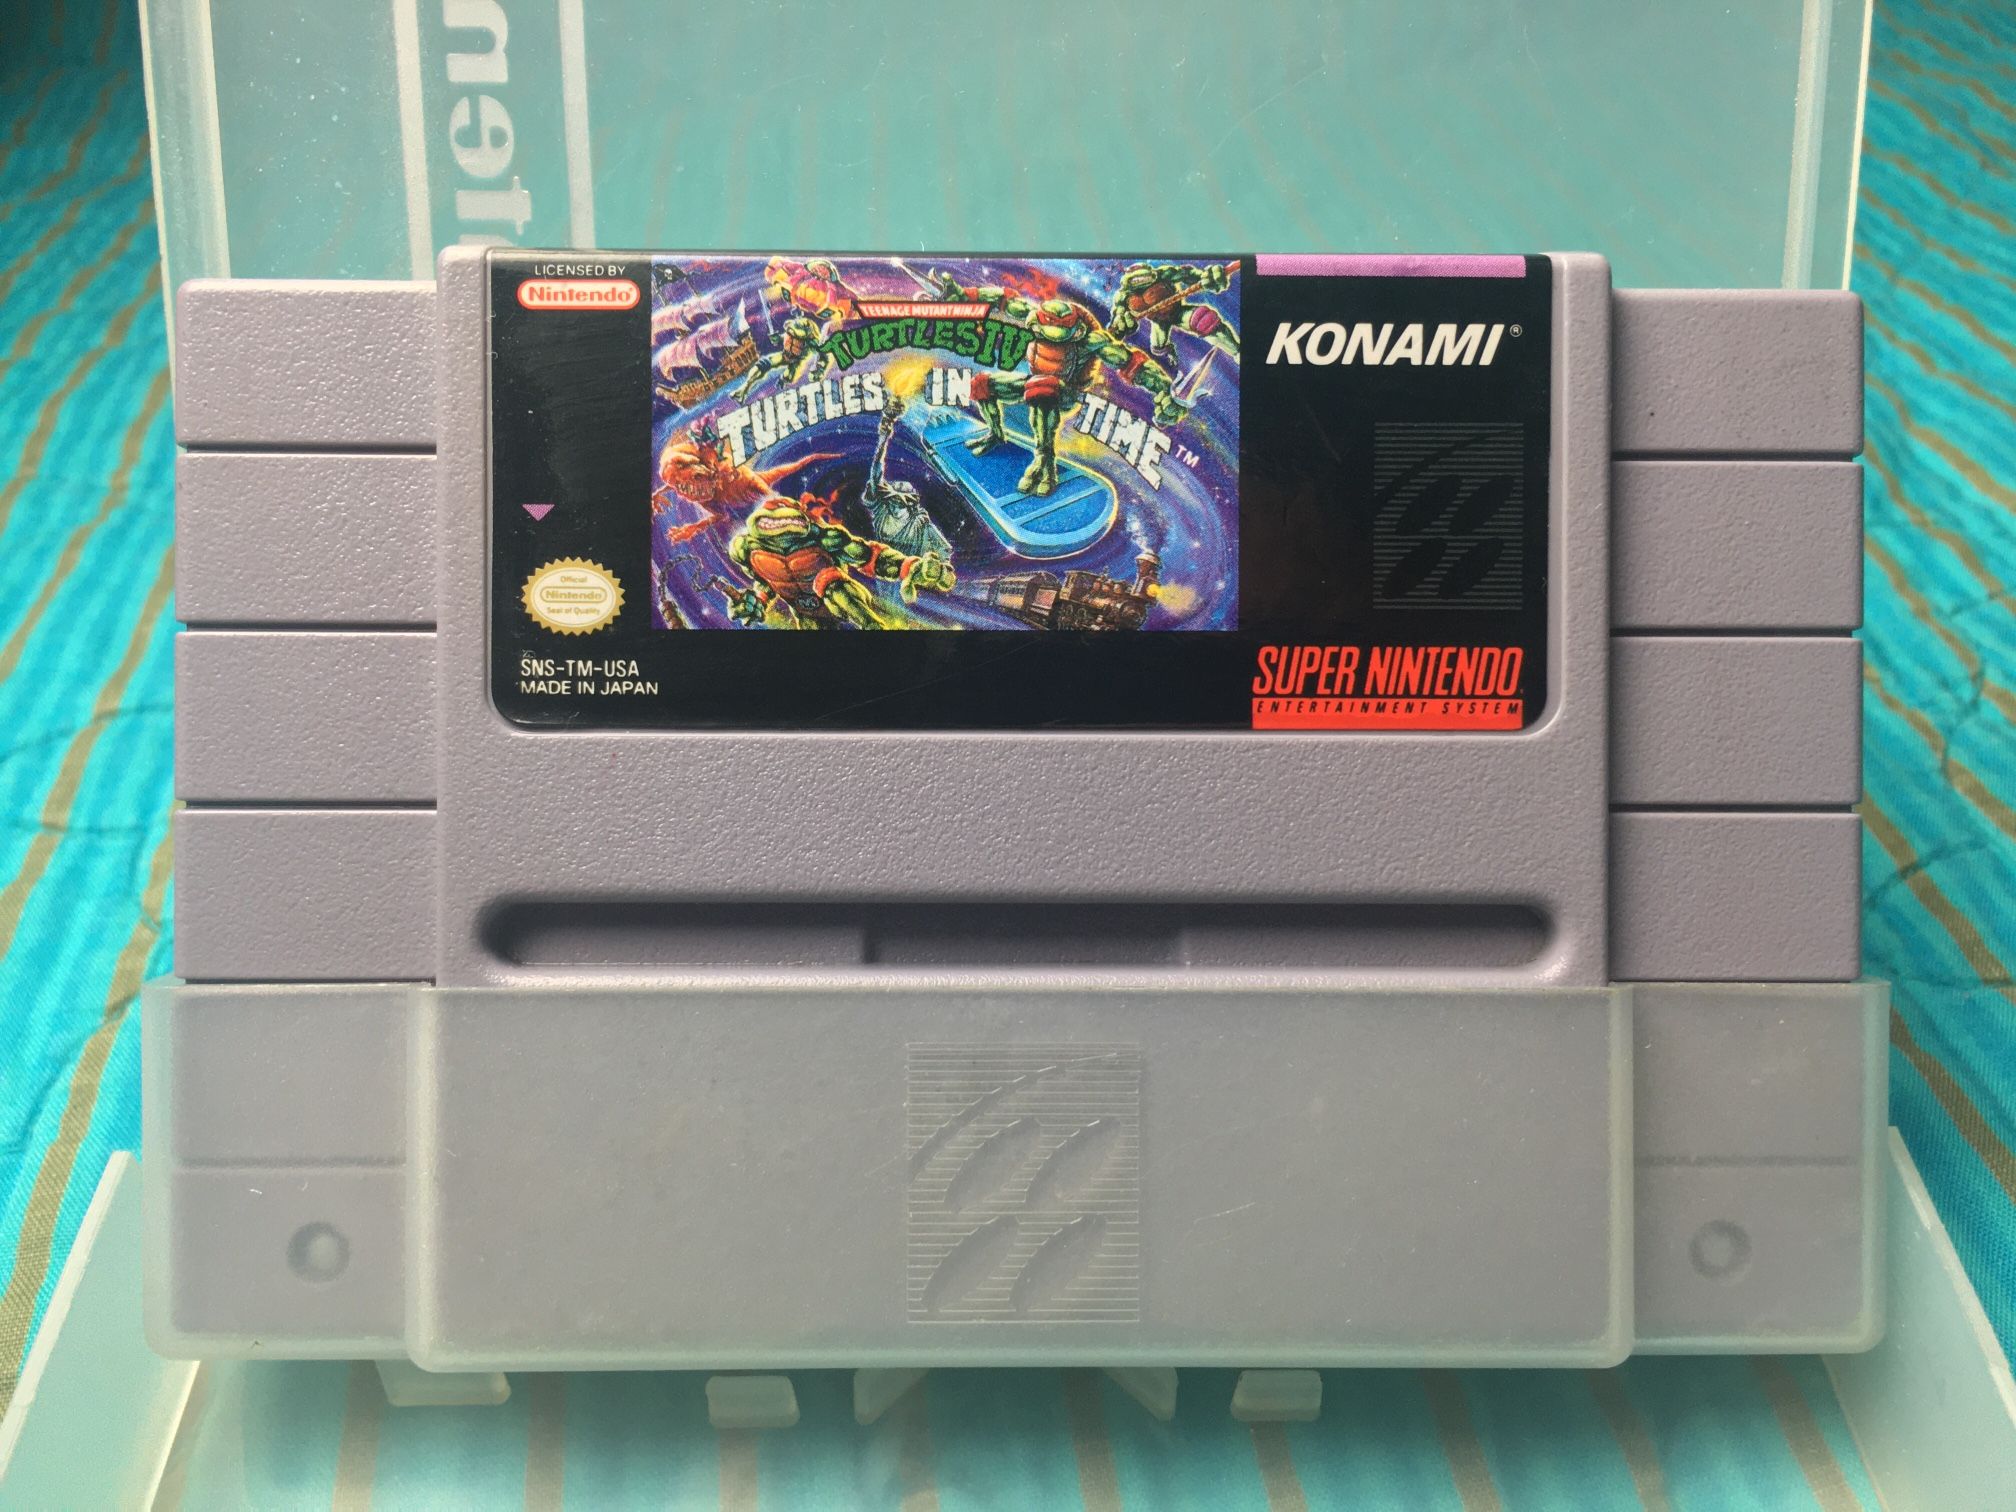 LICENSED BY
Nintendo
TEENAGE MUTANT NINJA
TURTLES IV
TURTLES IN TIME™
KONAMI®
Official
Nintendo
Seal of Quality
SNS-TM-USA
MADE IN JAPAN
SUPER NINTENDO
ENTERTAINMENT SYSTEM